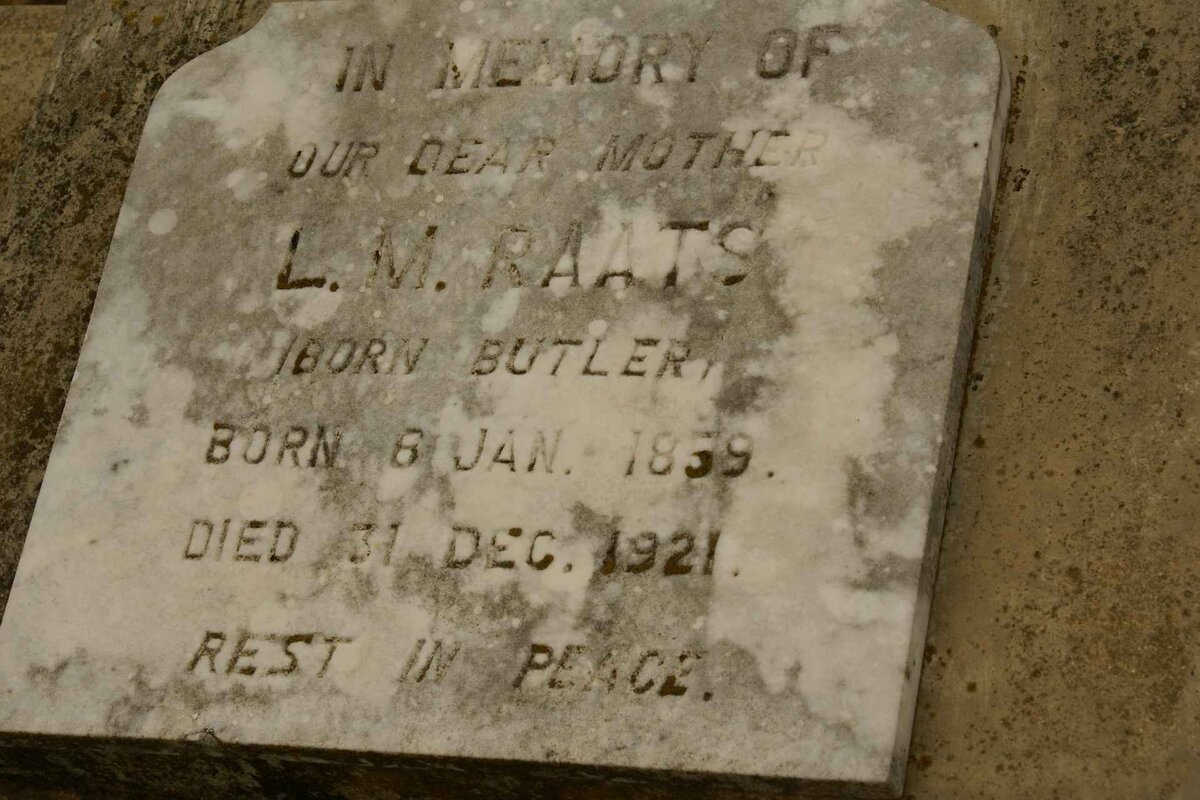 IN MEMORY OF
OUR DEAR MOTHER
L. M. RAATS
(BORN BUTLER)
BORN 8 JAN. 1859.
DIED 31 DEC. 1921.
REST IN PEACE.